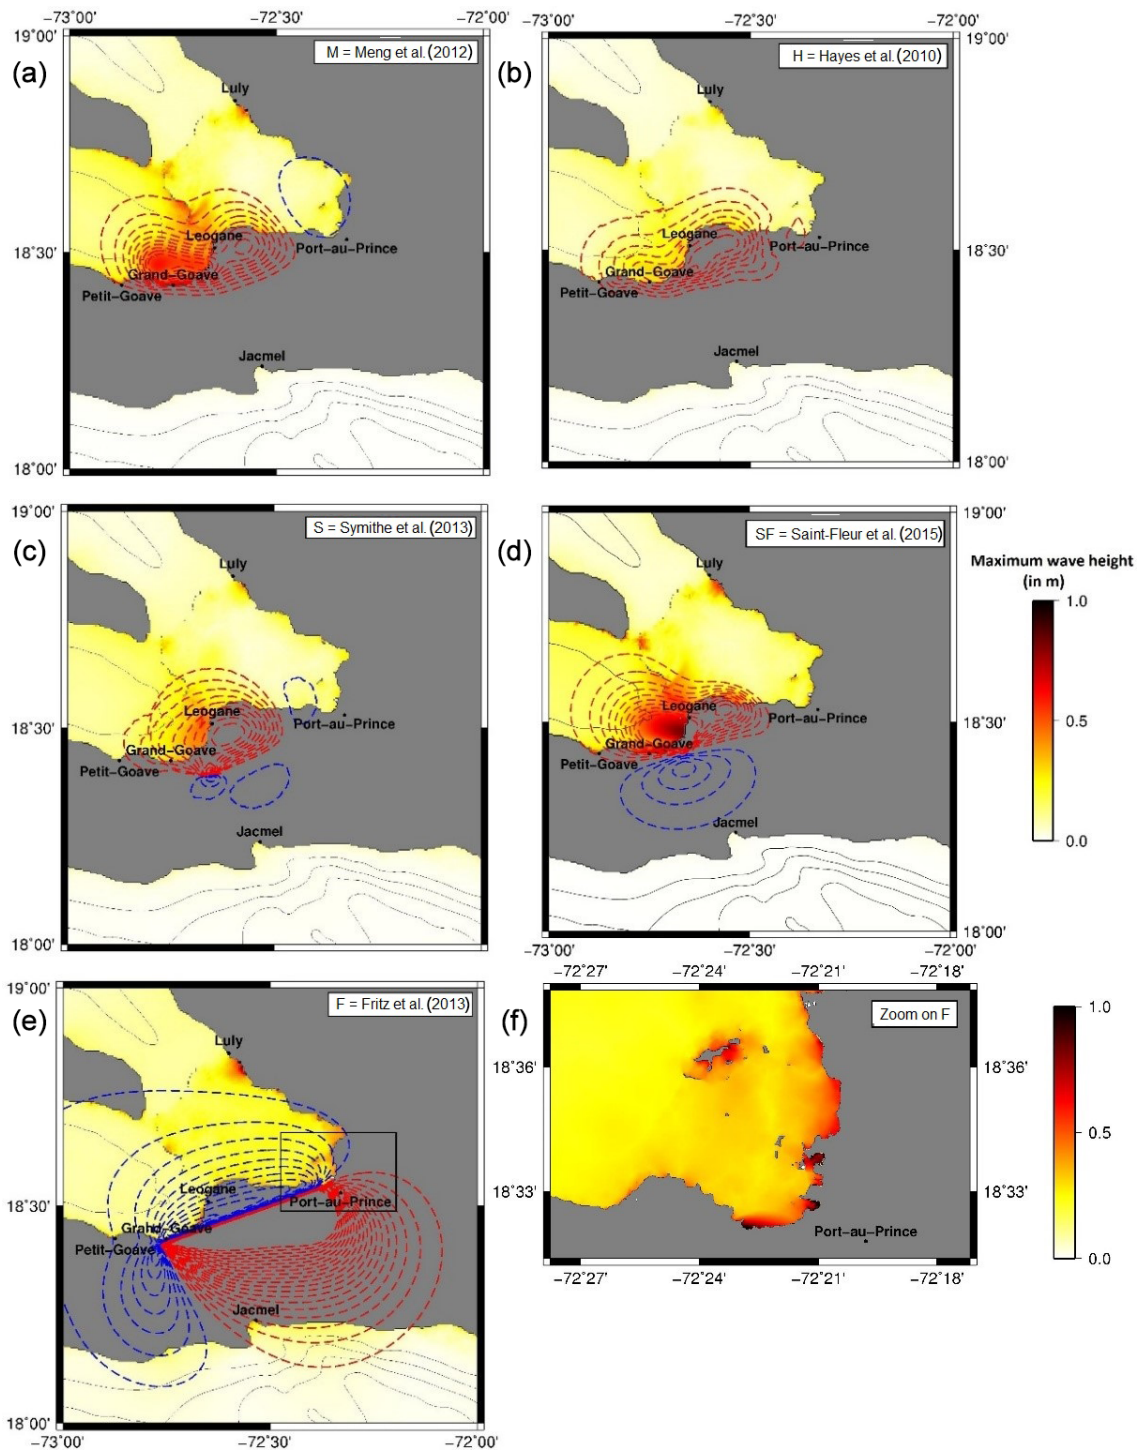 −73˚00' −72˚30' −72˚00'
−72˚30' −72˚00'
19˚00'
(a)
M = Meng et al. (2012)
Luly
Leogane
Port−au−Prince
Grand−Goave
Petit−Goave
Jacmel
18˚30'
18˚00'
(b)
H = Hayes et al. (2010)
19˚00'
Luly
Leogane
Port−au−Prince
Grand−Goave
Petit−Goave
Jacmel
18˚30'
18˚00'
19˚00'
(c)
S = Symithe et al. (2013)
Luly
Leogane
Port−au−Prince
Grand−Goave
Petit−Goave
Jacmel
18˚30'
18˚00'
(d)
SF = Saint-Fleur et al. (2015)
19˚00'
Luly
Leogane
Port−au−Prince
Grand−Goave
Petit−Goave
Jacmel
18˚30'
18˚00'
−73˚00' −72˚30' −72˚00'
Maximum wave height
(in m)
1.0
0.5
0.0
19˚00'
(e)
F = Fritz et al. (2013)
Luly
Leogane
Port−au−Prince
Grand−Goave
Petit−Goave
Jacmel
18˚30'
18˚00'
−73˚00' −72˚30' −72˚00'
−72˚27' −72˚24' −72˚21' −72˚18'
(f)
Zoom on F
18˚36'
18˚33'
Port−au−Prince
−72˚27' −72˚24' −72˚21' −72˚18'
1.0
0.5
0.0